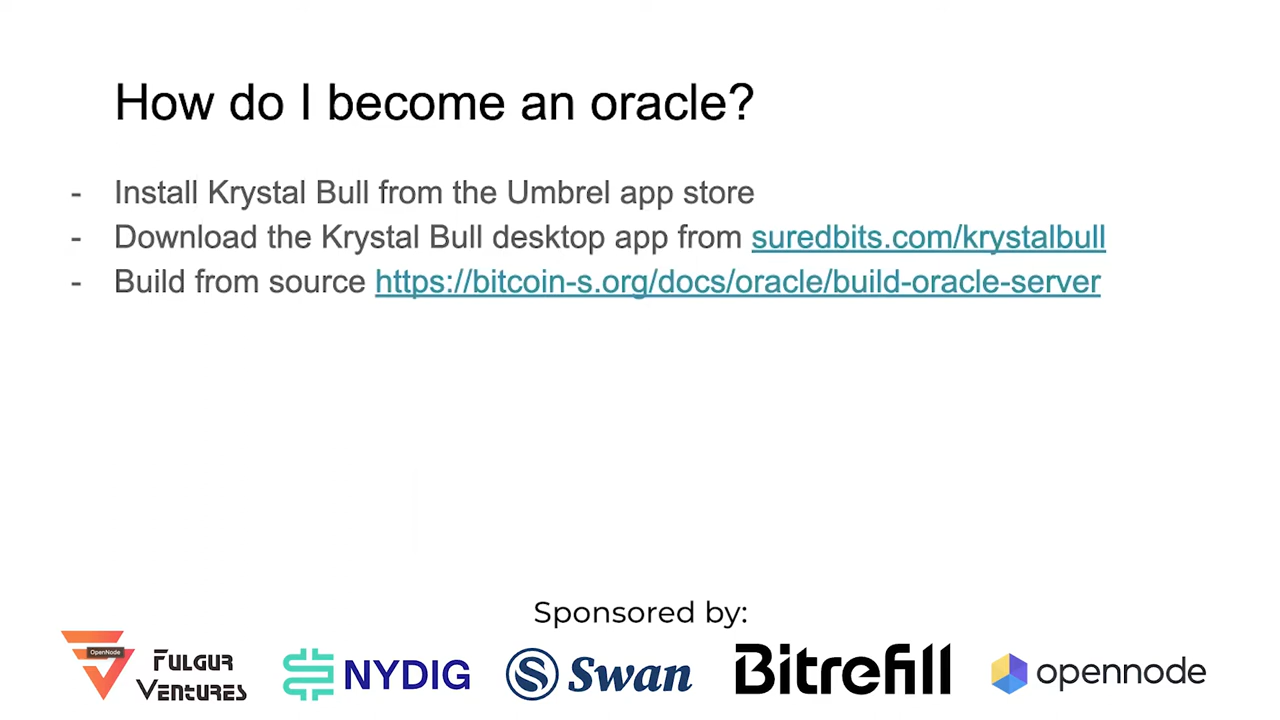 How do I become an oracle?
- Install Krystal Bull from the Umbrel app store
- Download the Krystal Bull desktop app from suredbits.com/krystalbull
- Build from source https://bitcoin-s.org/docs/oracle/build-oracle-server
Sponsored by:
OpenNode
FULGUR
VENTURES
NYDIG
Swan
Bitrefill
opennode